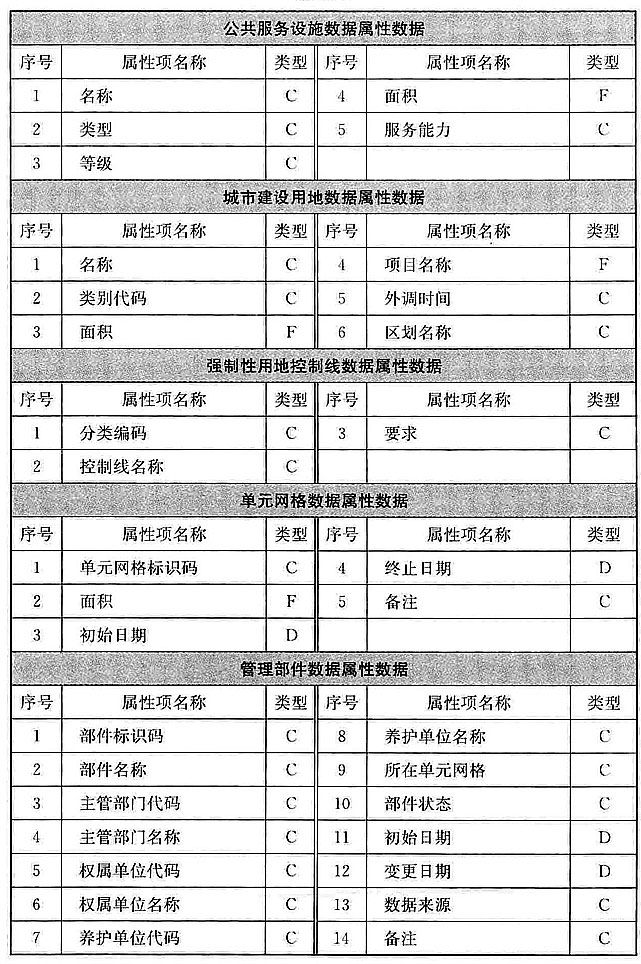 公共服务设施数据属性数据
序号 属性项名称 类型 序号 属性项名称 类型
1 名称 C 4 面积 F
2 类型 C 5 服务能力 C
3 等级 C
城市建设用地数据属性数据
序号 属性项名称 类型 序号 属性项名称 类型
1 名称 C 4 项目名称 F
2 类别代码 C 5 外调时间 C
3 面积 F 6 区划名称 C
强制性用地控制线数据属性数据
序号 属性项名称 类型 序号 属性项名称 类型
1 分类编码 C 3 要求 C
2 控制线名称 C
单元网格数据属性数据
序号 属性项名称 类型 序号 属性项名称 类型
1 单元网格标识码 C 4 终止日期 D
2 面积 F 5 备注 C
3 初始日期 D
管理部件数据属性数据
序号 属性项名称 类型 序号 属性项名称 类型
1 部件标识码 C 8 养护单位名称 C
2 部件名称 C 9 所在单元网格 C
3 主管部门代码 C 10 部件状态 C
4 主管部门名称 C 11 初始日期 D
5 权属单位代码 C 12 变更日期 D
6 权属单位名称 C 13 数据来源 C
7 养护单位代码 C 14 备注 C